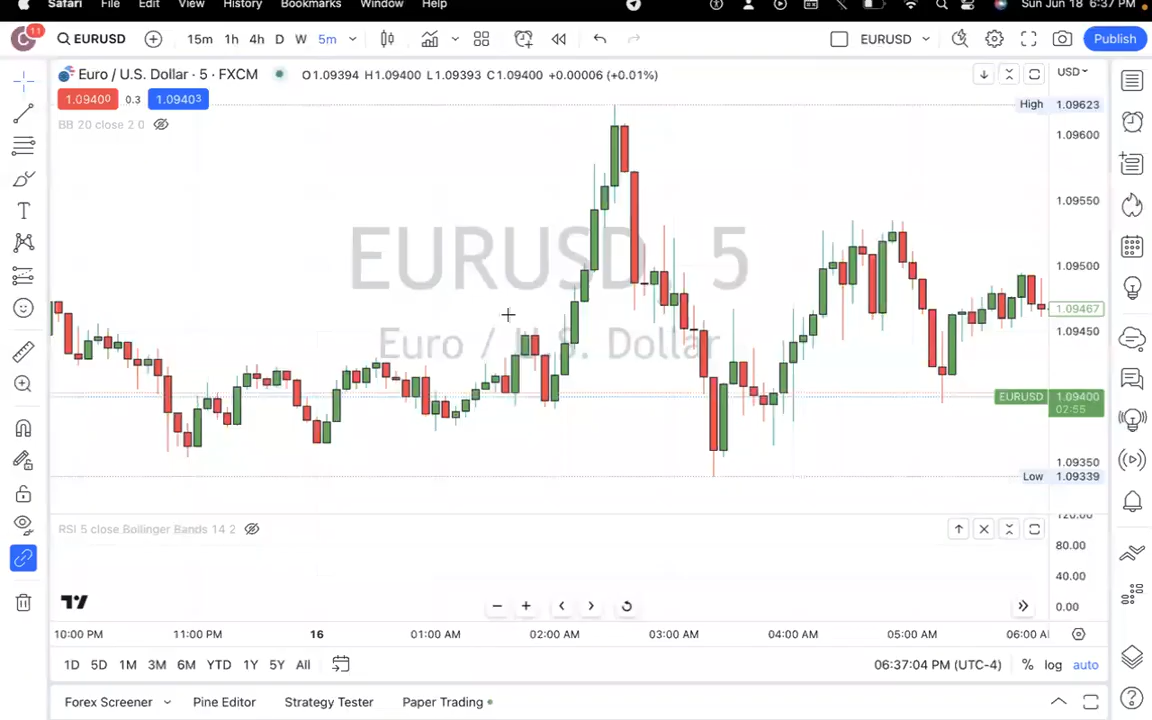 Safari File Edit View History Bookmarks Window Help Sun Jun 18 6:37 PM
C 11 EURUSD 15m 1h 4h D W 5m EURUSD Publish
Euro / U.S. Dollar · 5 · FXCM O1.09394 H1.09400 L1.09393 C1.09400 +0.00006 (+0.01%) USD
1.09400 0.3 1.09403
BB 20 close 2 0
High 1.09623
1.09600
1.09550
EURUSD 5
1.09500
1.09467
1.09450
Euro / U.S. Dollar
EURUSD 1.09400
02:55
1.09350
Low 1.09339
120.00
RSI 5 close Bollinger Bands 14 2
80.00
40.00
0.00
10:00 PM 11:00 PM 16 01:00 AM 02:00 AM 03:00 AM 04:00 AM 05:00 AM 06:00 A
1D 5D 1M 3M 6M YTD 1Y 5Y All 06:37:04 PM (UTC-4) % log auto
Forex Screener Pine Editor Strategy Tester Paper Trading